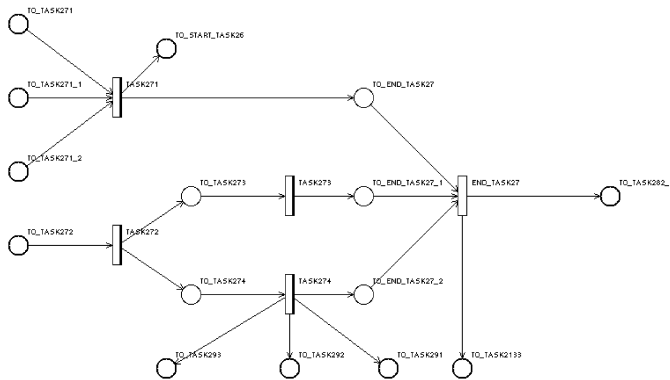 TO_TASK271
TO_START_TASK26
TO_TASK271_1
TASK271
TO_END_TASK27
TO_TASK271_2
TO_TASK273
TASK273
TO_END_TASK27_1
END_TASK27
TO_TASK282_
TO_TASK272
TASK272
TO_TASK274
TASK274
TO_END_TASK27_2
TO_TASK293
TO_TASK292
TO_TASK291
TO_TASK2133